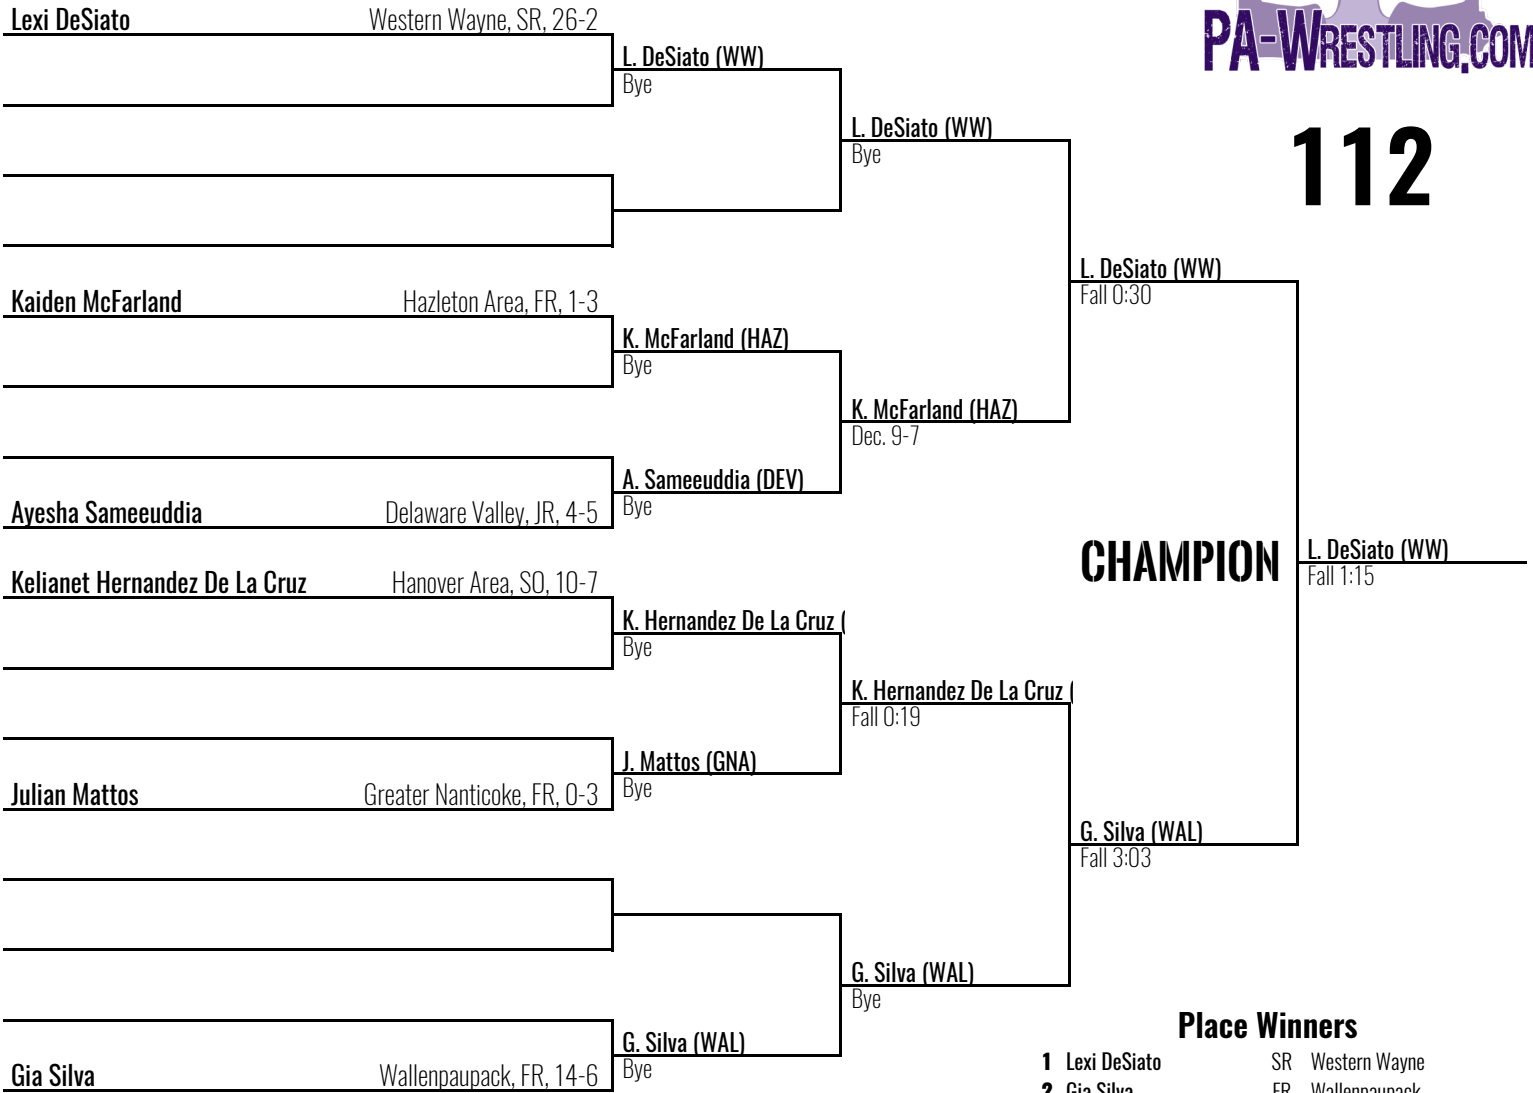 Lexi DeSiato Western Wayne, SR, 26-2
L. DeSiato (WW)
Bye
L. DeSiato (WW)
Bye
Kaiden McFarland Hazleton Area, FR, 1-3
K. McFarland (HAZ)
Bye
L. DeSiato (WW)
Fall 0:30
K. McFarland (HAZ)
Dec. 9-7
A. Sameeuddia (DEV)
Bye
Ayesha Sameeuddia Delaware Valley, JR, 4-5
Kelianet Hernandez De La Cruz Hanover Area, SO, 10-7
K. Hernandez De La Cruz (
Bye
K. Hernandez De La Cruz (
Fall 0:19
J. Mattos (GNA)
Bye
Julian Mattos Greater Nanticoke, FR, 0-3
G. Silva (WAL)
Fall 3:03
G. Silva (WAL)
Bye
G. Silva (WAL)
Bye
Gia Silva Wallenpaupack, FR, 14-6
PA-WRESTLING.COM
112
CHAMPION
L. DeSiato (WW)
Fall 1:15
Place Winners
1 Lexi DeSiato SR Western Wayne
2 Gia Silva FR Wallenpaupack